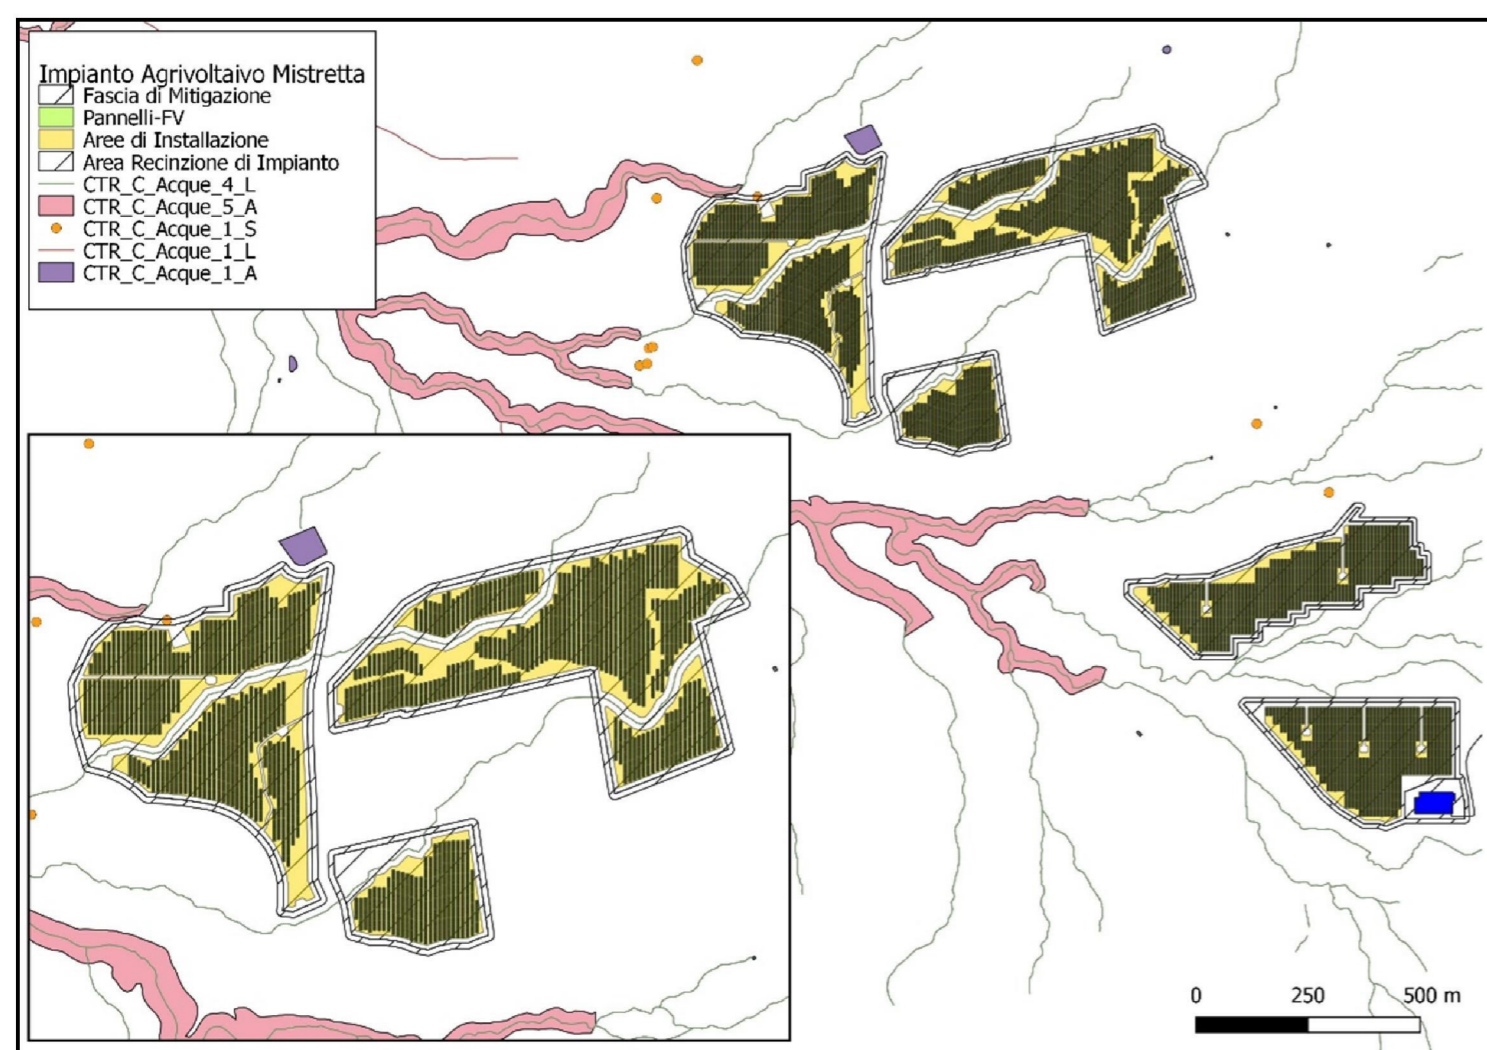 Impianto Agrivoltaivo Mistretta
Fascia di Mitigazione
Pannelli-FV
Aree di Installazione
Area Recinzione di Impianto
CTR_C_Acque_4_L
CTR_C_Acque_5_A
CTR_C_Acque_1_S
CTR_C_Acque_1_L
CTR_C_Acque_1_A
0 250 500 m